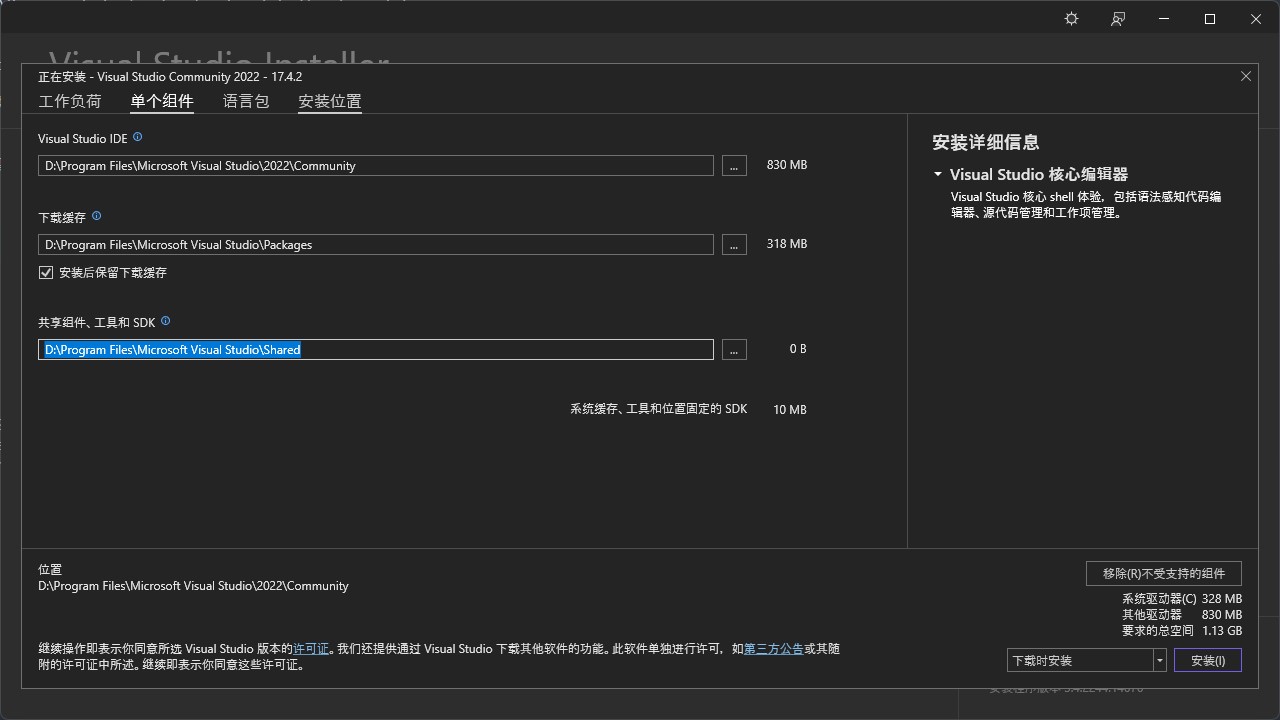 Visual Studio Installer
正在安装 - Visual Studio Community 2022 - 17.4.2
工作负荷 单个组件 语言包 安装位置
Visual Studio IDE
D:\Program Files\Microsoft Visual Studio\2022\Community ... 830 MB
下载缓存
D:\Program Files\Microsoft Visual Studio\Packages ... 318 MB
安装后保留下载缓存
共享组件、工具和 SDK
D:\Program Files\Microsoft Visual Studio\Shared ... 0 B
系统缓存、工具和位置固定的 SDK 10 MB
安装详细信息
Visual Studio 核心编辑器
Visual Studio 核心 shell 体验，包括语法感知代码编
辑器、源代码管理和工作项管理。
位置
D:\Program Files\Microsoft Visual Studio\2022\Community
继续操作即表示你同意所选 Visual Studio 版本的许可证。我们还提供通过 Visual Studio 下载其他软件的功能。此软件单独进行许可，如第三方公告或其随
附的许可证中所述。继续即表示你同意这些许可证。
移除(R)不受支持的组件
系统驱动器(C) 328 MB
其他驱动器 830 MB
要求的总空间 1.13 GB
下载时安装 安装(I)